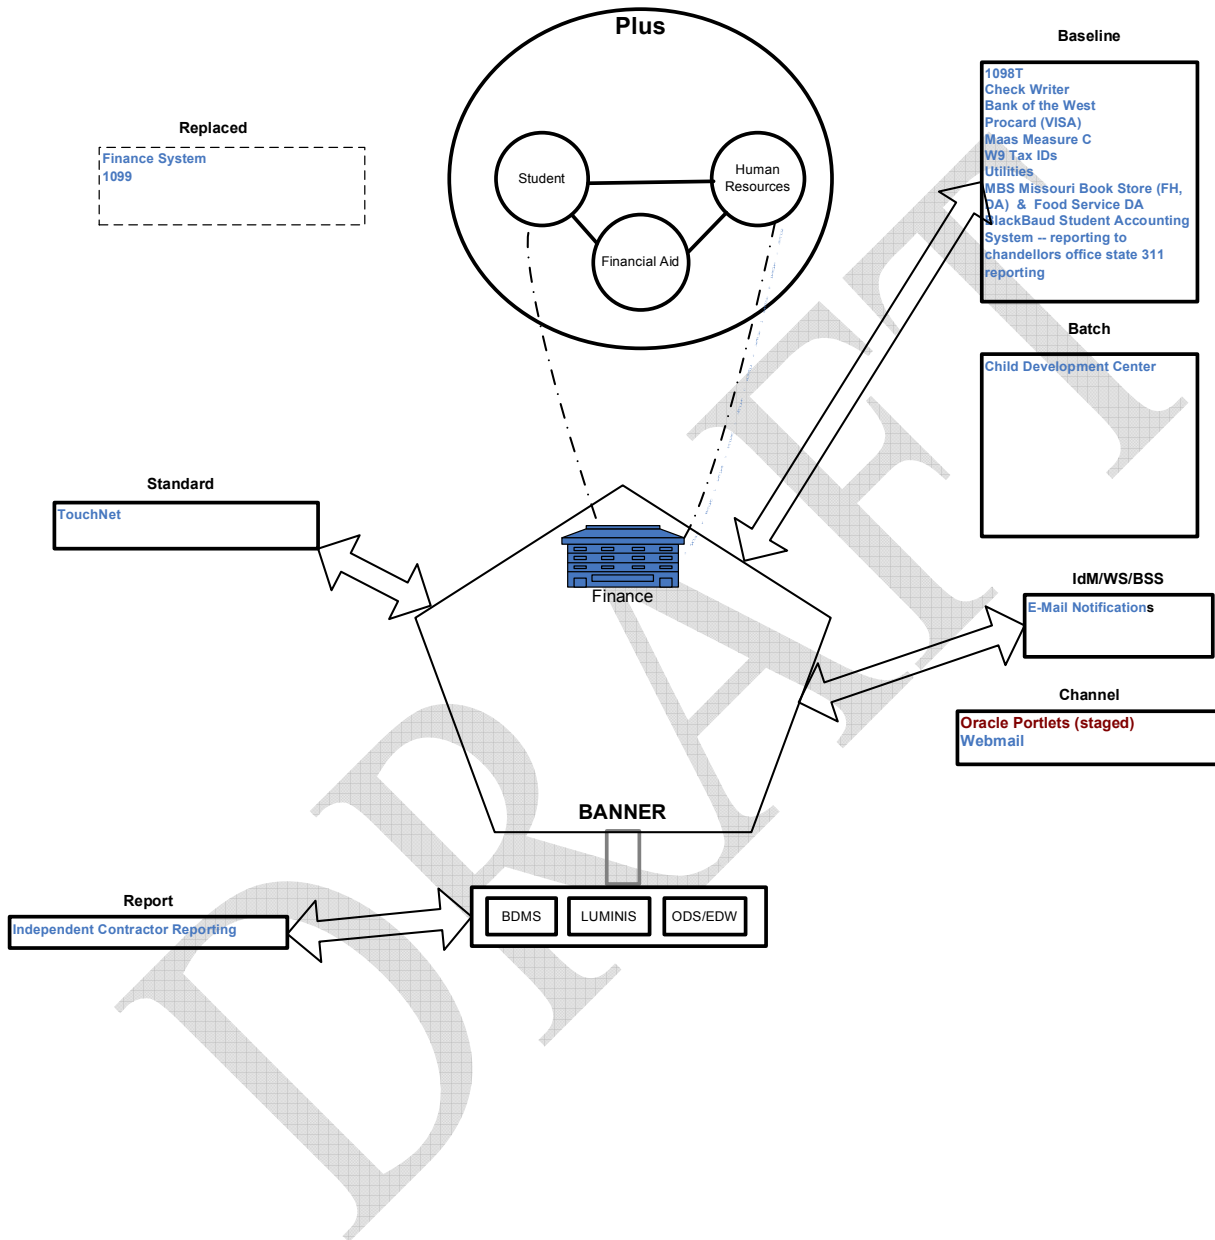 Plus
Student
Human
Resources
Financial Aid
Replaced
Finance System
1099
Baseline
1098T
Check Writer
Bank of the West
Procard (VISA)
Maas Measure C
W9 Tax IDs
Utilities
MBS Missouri Book Store (FH,
DA) & Food Service DA
BlackBaud Student Accounting
System -- reporting to
chandellors office state 311
reporting
Batch
Child Development Center
Standard
TouchNet
Finance
IdM/WS/BSS
E-Mail Notifications
Channel
Oracle Portlets (staged)
Webmail
BANNER
BDMS
LUMINIS
ODS/EDW
Report
Independent Contractor Reporting
DRAFT